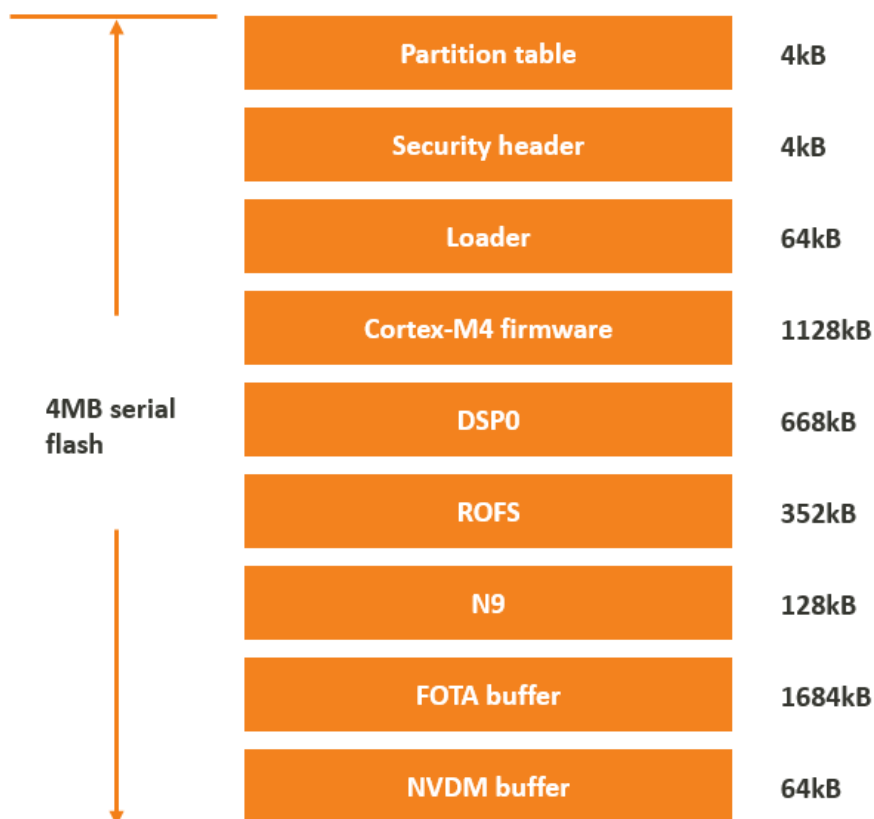 Partition table 4kB
Security header 4kB
Loader 64kB
Cortex-M4 firmware 1128kB
4MB serial
flash
DSP0 668kB
ROFS 352kB
N9 128kB
FOTA buffer 1684kB
NVDM buffer 64kB